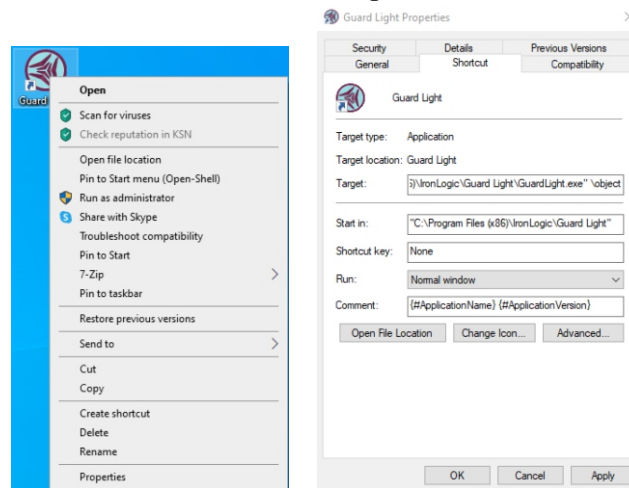 Guard
Open
Scan for viruses
Check reputation in KSN
Open file location
Pin to Start menu (Open-Shell)
Run as administrator
Share with Skype
Troubleshoot compatibility
Pin to Start
7-Zip
Pin to taskbar
Restore previous versions
Send to
Cut
Copy
Create shortcut
Delete
Rename
Properties
Guard Light Properties
Security Details Previous Versions
General Shortcut Compatibility
Guard Light
Target type: Application
Target location: Guard Light
Target: 6)\IronLogic\Guard Light\GuardLight.exe" \object
Start in: "C:\Program Files (x86)\IronLogic\Guard Light"
Shortcut key: None
Run: Normal window
Comment: {#ApplicationName} {#ApplicationVersion}
Open File Location Change Icon... Advanced...
OK Cancel Apply